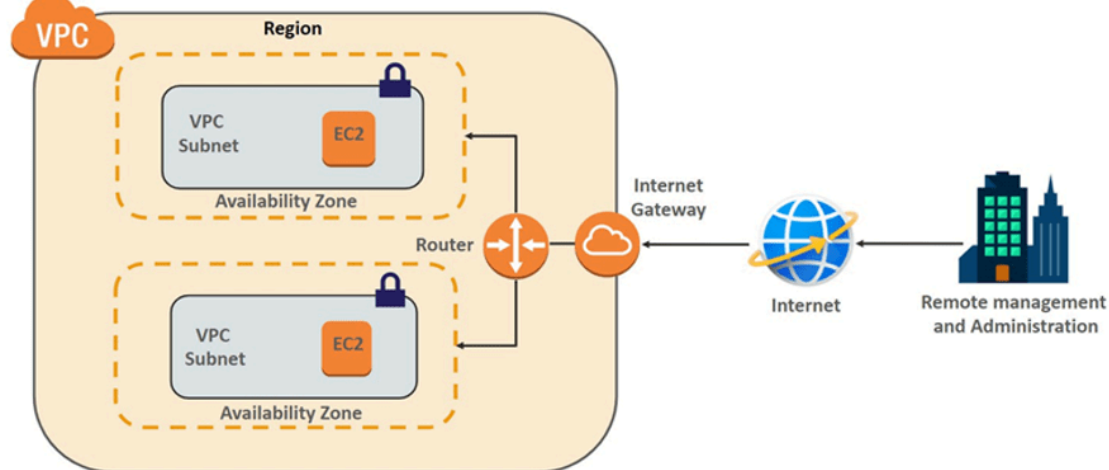 VPC
Region
VPC
Subnet
EC2
Availability Zone
Internet
Gateway
Router
VPC
Subnet
EC2
Availability Zone
Internet
Remote management
and Administration